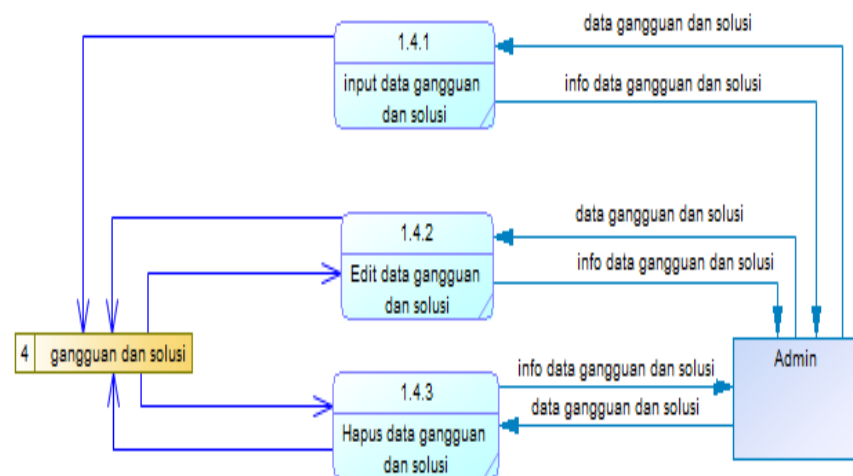 data gangguan dan solusi
1.4.1
input data gangguan
dan solusi
info data gangguan dan solusi
data gangguan dan solusi
1.4.2
Edit data gangguan
dan solusi
info data gangguan dan solusi
4 gangguan dan solusi
Admin
info data gangguan dan solusi
1.4.3
data gangguan dan solusi
Hapus data gangguan
dan solusi